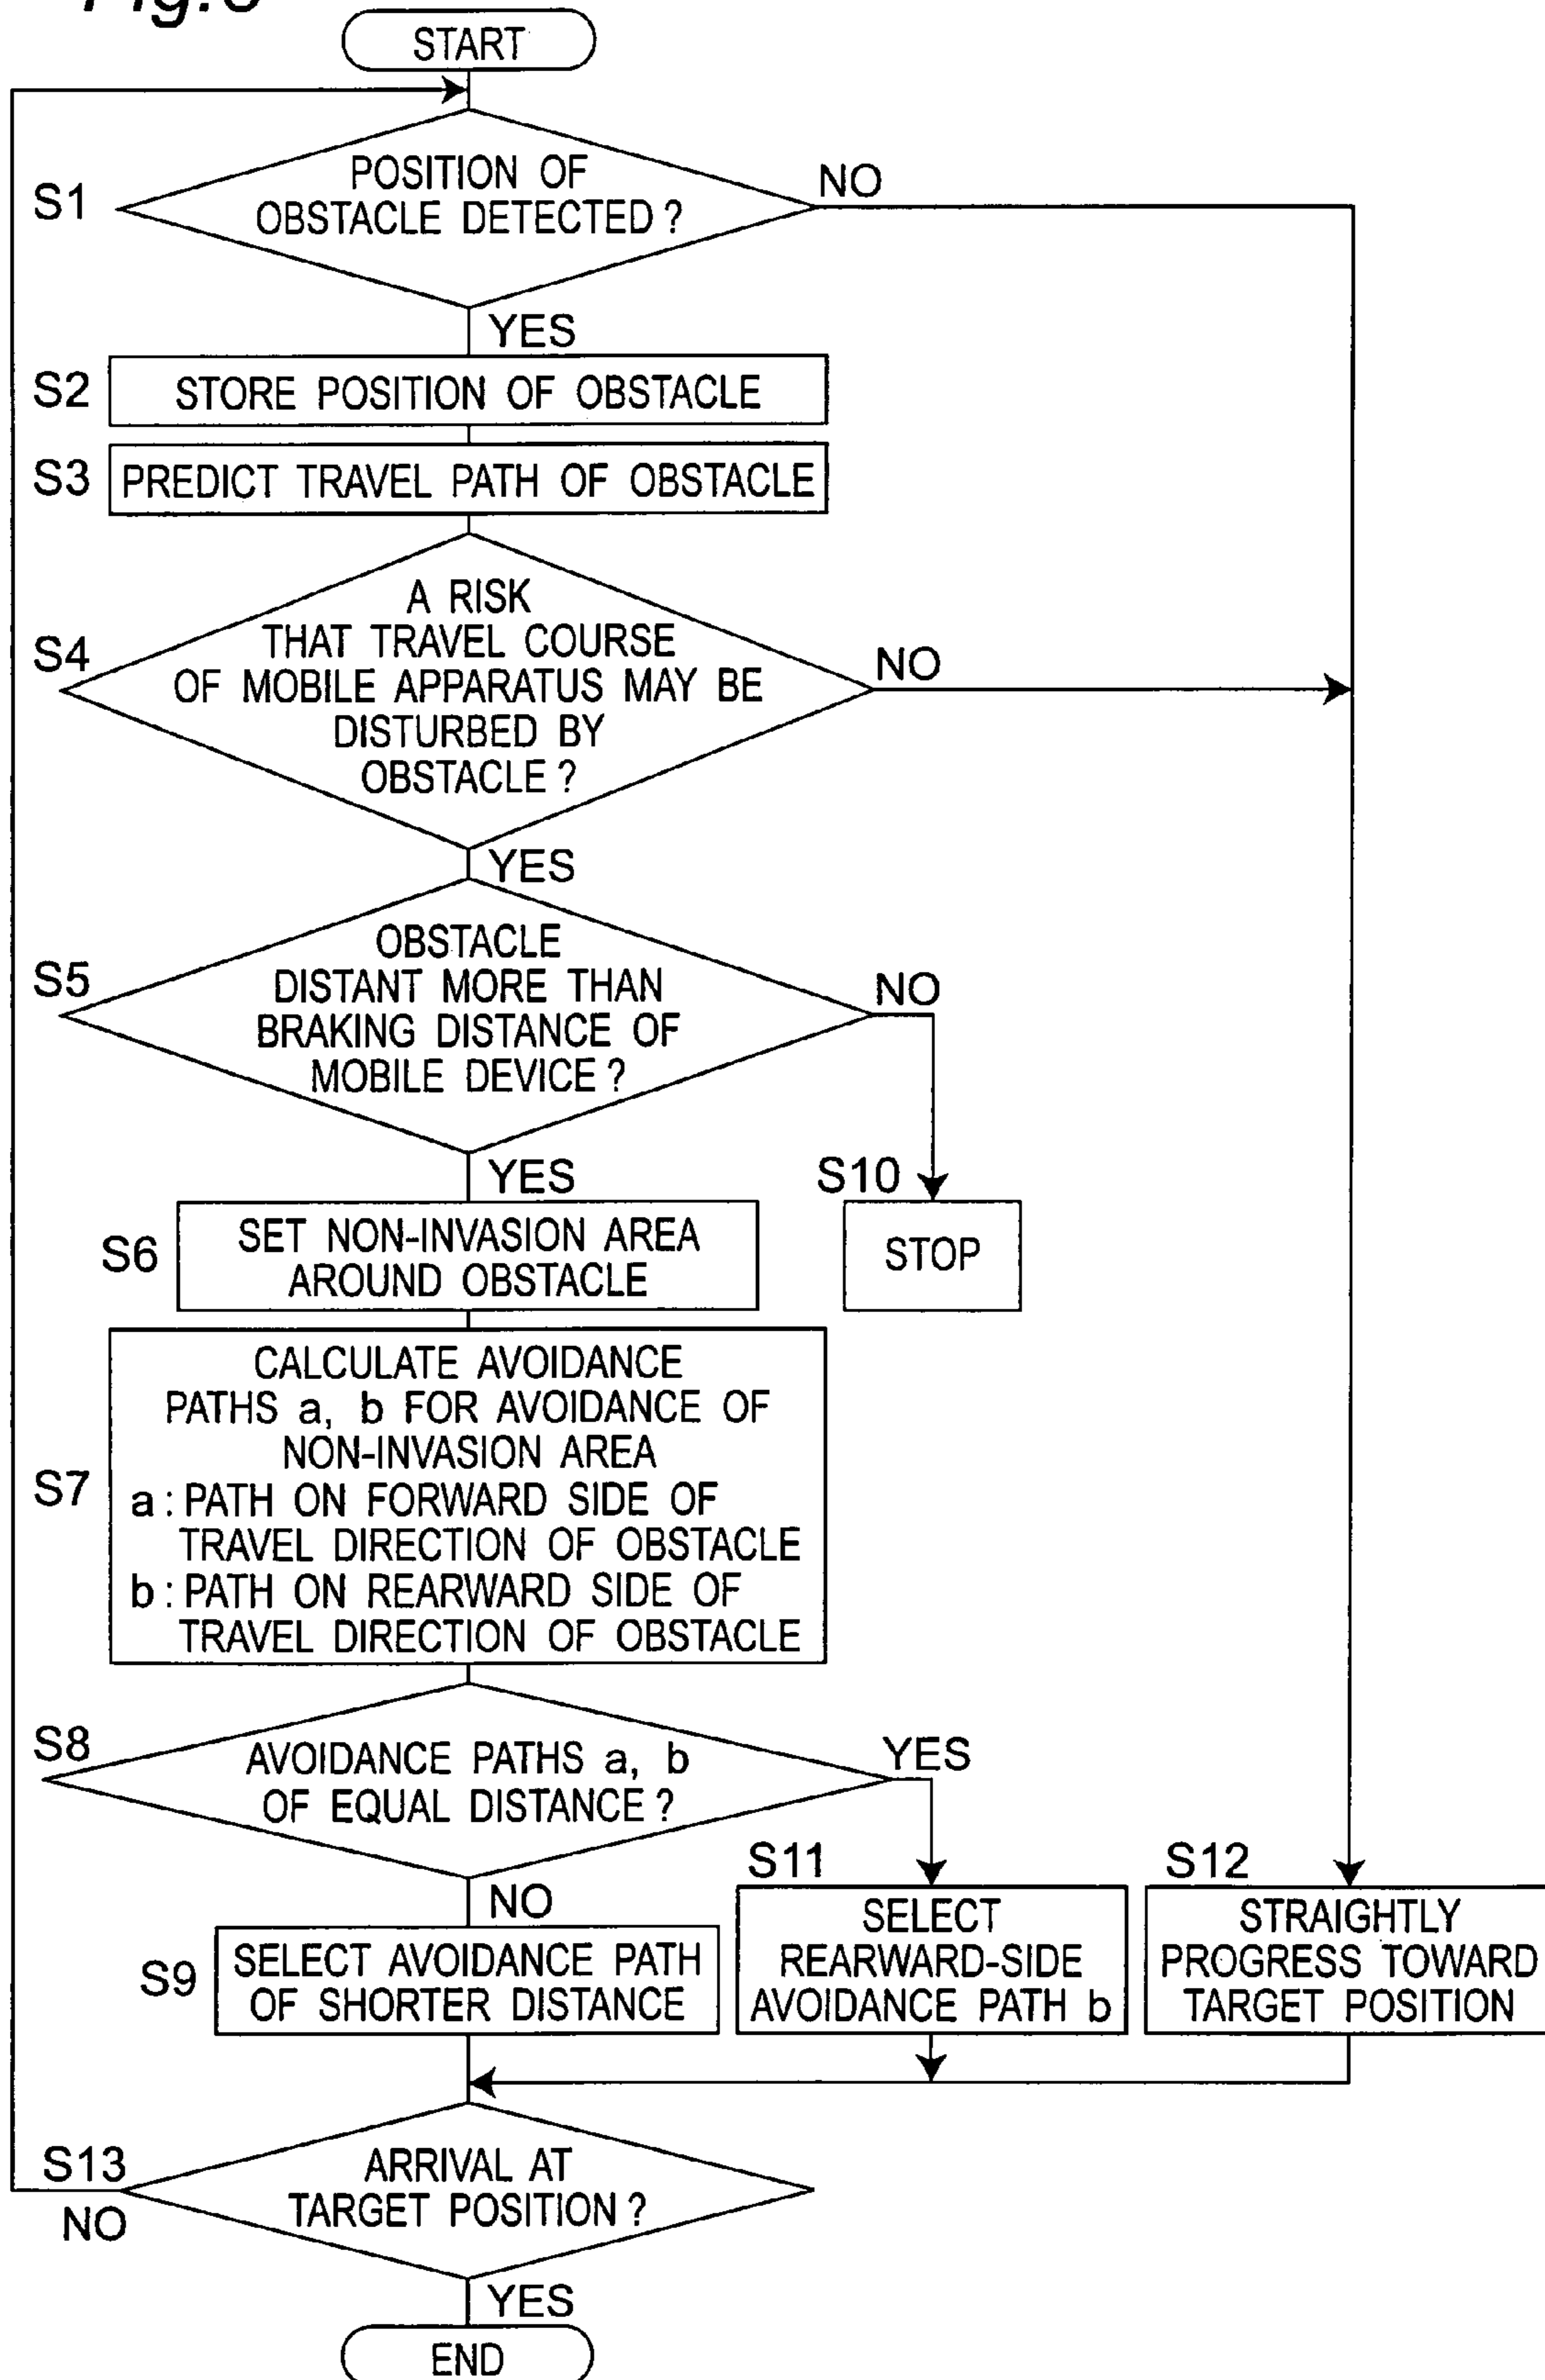 START
S1
POSITION OF
OBSTACLE DETECTED ?
NO
YES
S2
STORE POSITION OF OBSTACLE
S3
PREDICT TRAVEL PATH OF OBSTACLE
S4
A RISK
THAT TRAVEL COURSE
OF MOBILE APPARATUS MAY BE
DISTURBED BY
OBSTACLE ?
NO
YES
S5
OBSTACLE
DISTANT MORE THAN
BRAKING DISTANCE OF
MOBILE DEVICE ?
NO
YES
S10
STOP
S6
SET NON-INVASION AREA
AROUND OBSTACLE
S7
CALCULATE AVOIDANCE
PATHS a, b FOR AVOIDANCE OF
NON-INVASION AREA
a : PATH ON FORWARD SIDE OF
TRAVEL DIRECTION OF OBSTACLE
b : PATH ON REARWARD SIDE OF
TRAVEL DIRECTION OF OBSTACLE
S8
AVOIDANCE PATHS a, b
OF EQUAL DISTANCE ?
YES
NO
S9
SELECT AVOIDANCE PATH
OF SHORTER DISTANCE
S11
SELECT
REARWARD-SIDE
AVOIDANCE PATH b
S12
STRAIGHTLY
PROGRESS TOWARD
TARGET POSITION
S13
ARRIVAL AT
TARGET POSITION ?
NO
YES
END